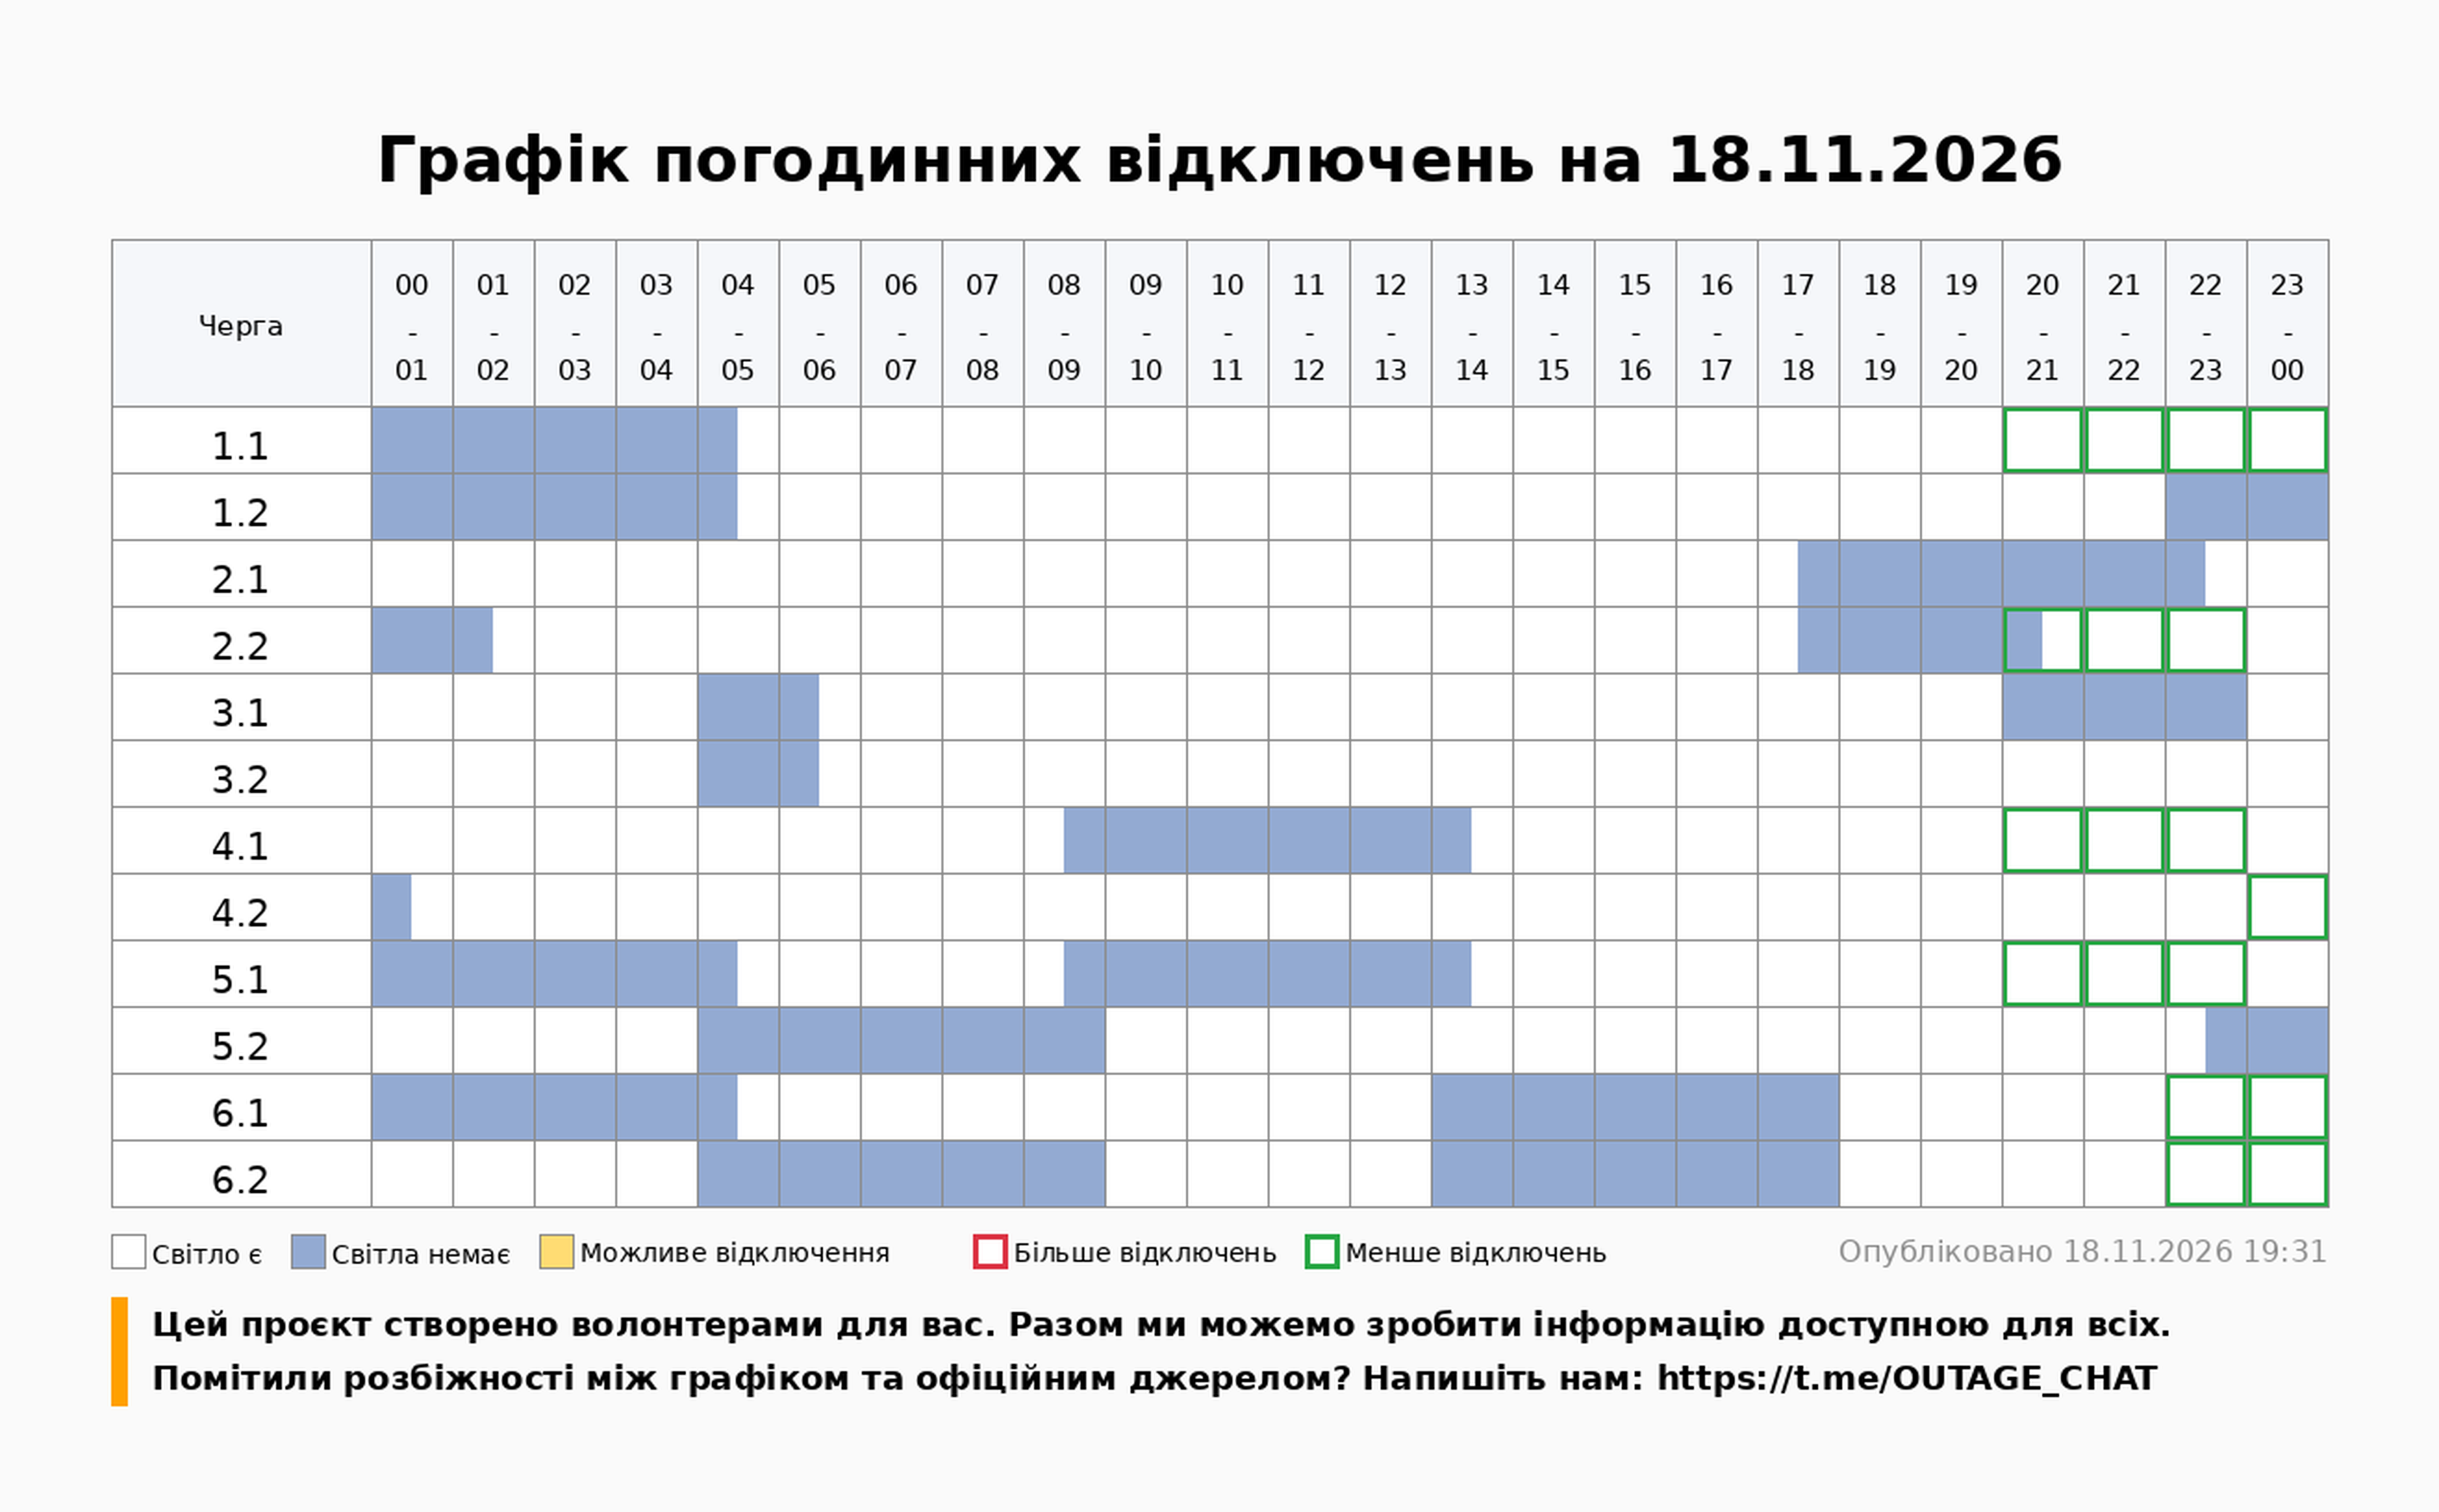 Графік погодинних відключень на 18.11.2026
Черга 00 - 01 01 - 02 02 - 03 03 - 04 04 - 05 05 - 06 06 - 07 07 - 08 08 - 09 09 - 10 10 - 11 11 - 12 12 - 13 13 - 14 14 - 15 15 - 16 16 - 17 17 - 18 18 - 19 19 - 20 20 - 21 21 - 22 22 - 23 23 - 00
1.1
1.2
2.1
2.2
3.1
3.2
4.1
4.2
5.1
5.2
6.1
6.2
Світло є Світла немає Можливе відключення Більше відключень Менше відключень Опубліковано 18.11.2026 19:31
Цей проєкт створено волонтерами для вас. Разом ми можемо зробити інформацію доступною для всіх.
Помітили розбіжності між графіком та офіційним джерелом? Напишіть нам: https://t.me/OUTAGE_CHAT